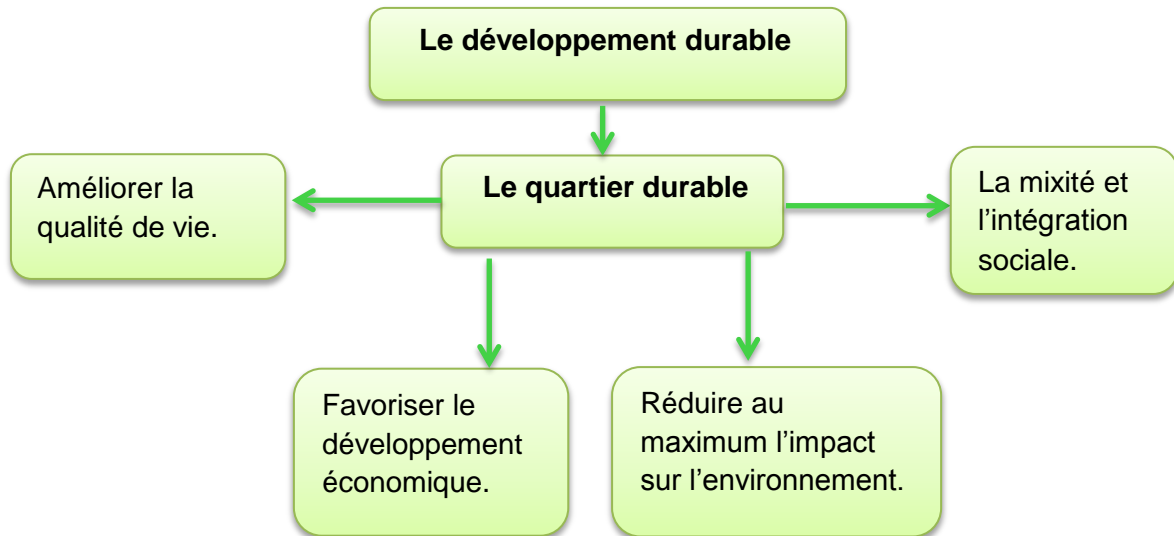 Le développement durable
Le quartier durable
Améliorer la
qualité de vie.
La mixité et
l’intégration
sociale.
Favoriser le
développement
économique.
Réduire au
maximum l’impact
sur l’environnement.